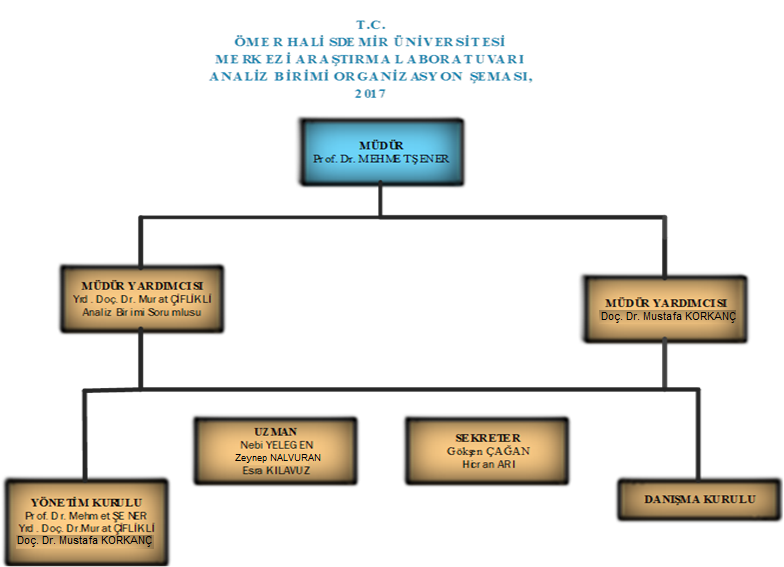 T.C.
ÖMER HALİSDEMİR ÜNİVERSİTESİ
MERKEZİ ARAŞTIRMA LABORATUVARI
ANALİZ BİRİMİ ORGANİZASYON ŞEMASI,
2017
MÜDÜR
Prof. Dr. MEHMET ŞENER
MÜDÜR YARDIMCISI
Yrd. Doç. Dr. Murat ÇİFLİKLİ
Analiz Birimi Sorumlusu
MÜDÜR YARDIMCISI
Doç. Dr. Mustafa KORKANÇ
UZMAN
Nebi YELEGEN
Zeynep NALVURAN
Esra KILAVUZ
SEKRETER
Gökşen ÇAĞAN
Hicran ARI
YÖNETİM KURULU
Prof. Dr. Mehmet ŞENER
Yrd. Doç. Dr.Murat ÇİFLİKLİ
Doç. Dr. Mustafa KORKANÇ
DANIŞMA KURULU